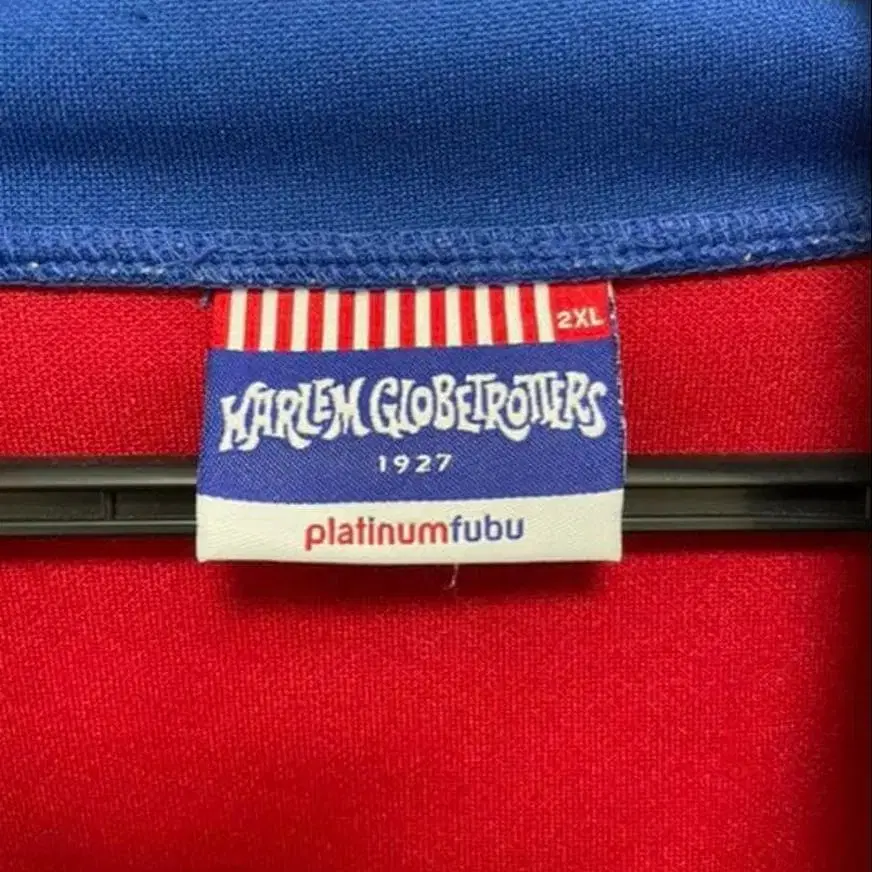 2XL
HARLEM GLOBETROTTERS
1927
platinumfubu